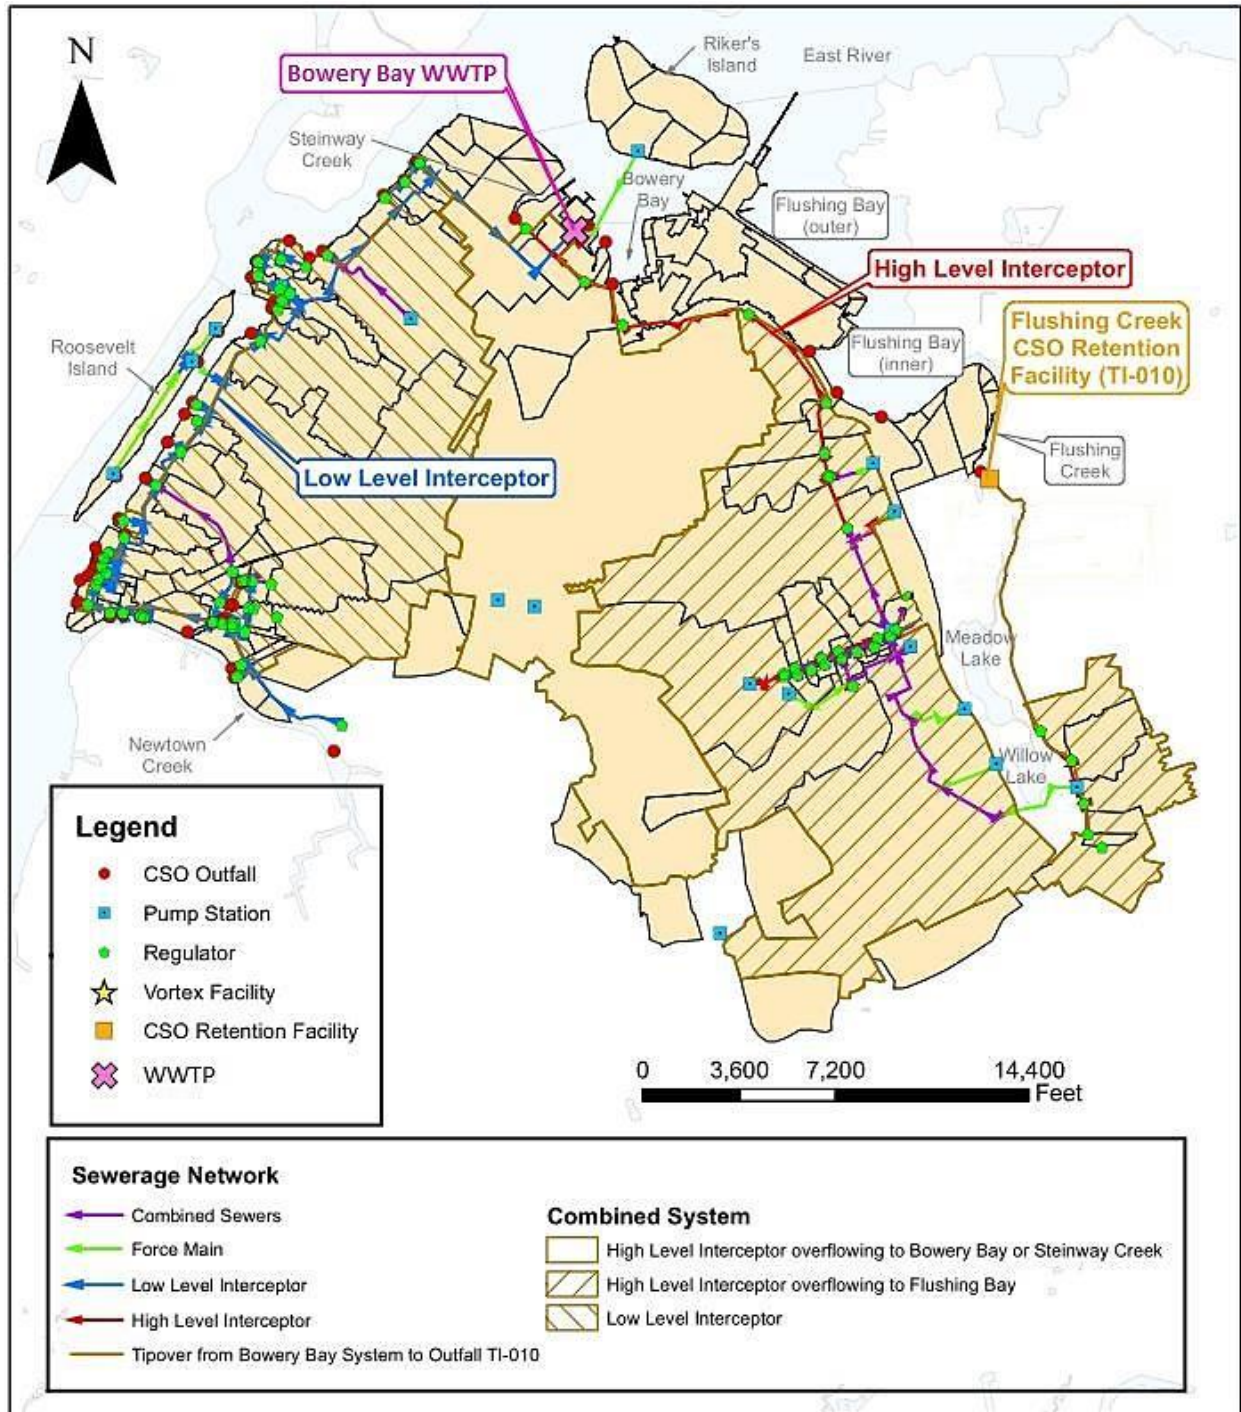 N
Riker's
Island
East River
Bowery Bay WWTP
Steinway
Creek
Bowery
Bay
Flushing Bay
(outer)
High Level Interceptor
Flushing Creek
CSO Retention
Facility (TI-010)
Roosevelt
Island
Flushing Bay
(inner)
Low Level Interceptor
Flushing
Creek
Meadow
Lake
Newtown
Creek
Willow
Lake
Legend
CSO Outfall
Pump Station
Regulator
Vortex Facility
CSO Retention Facility
WWTP
0 3,600 7,200 14,400
Feet
Sewerage Network
Combined Sewers
Force Main
Low Level Interceptor
High Level Interceptor
Tipover from Bowery Bay System to Outfall TI-010
Combined System
High Level Interceptor overflowing to Bowery Bay or Steinway Creek
High Level Interceptor overflowing to Flushing Bay
Low Level Interceptor